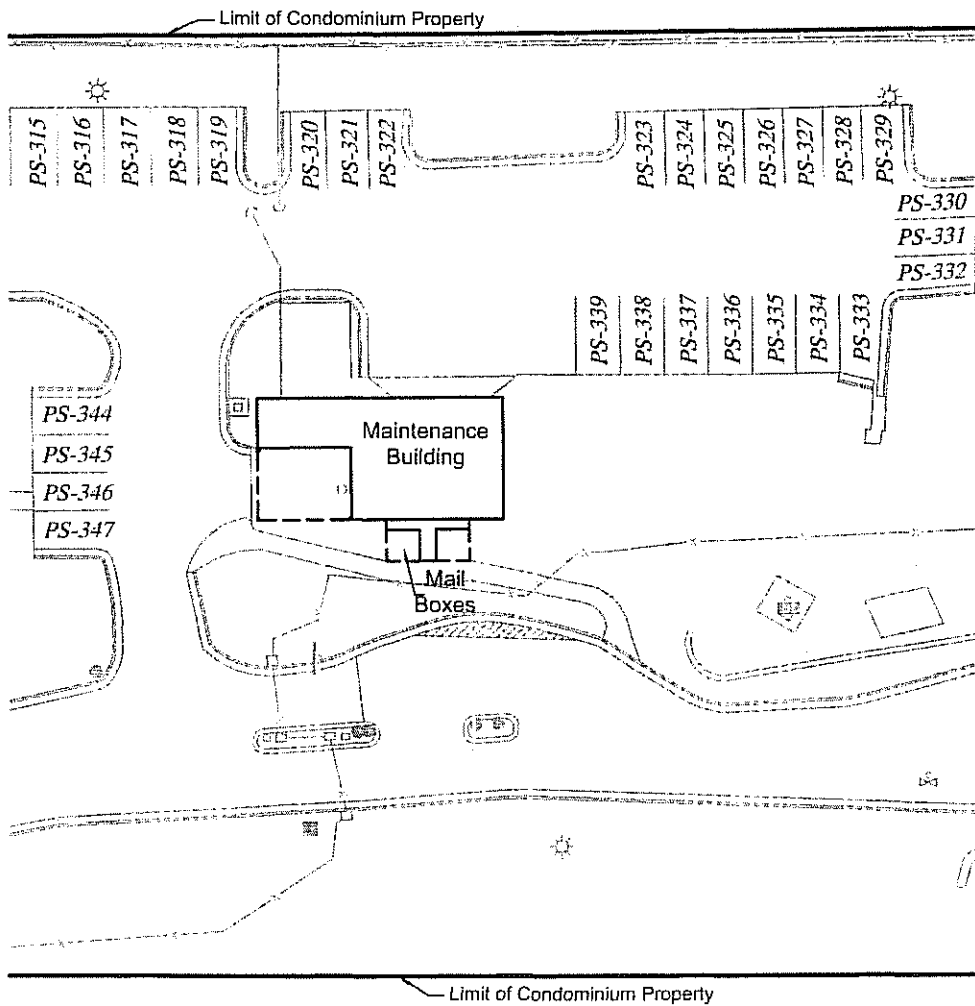 Limit of Condominium Property
PS-315
PS-316
PS-317
PS-318
PS-319
PS-320
PS-321
PS-322
PS-323
PS-324
PS-325
PS-326
PS-327
PS-328
PS-329
PS-330
PS-331
PS-332
PS-339
PS-338
PS-337
PS-336
PS-335
PS-334
PS-333
PS-344
PS-345
PS-346
PS-347
Maintenance
Building
Mail
Boxes
Limit of Condominium Property